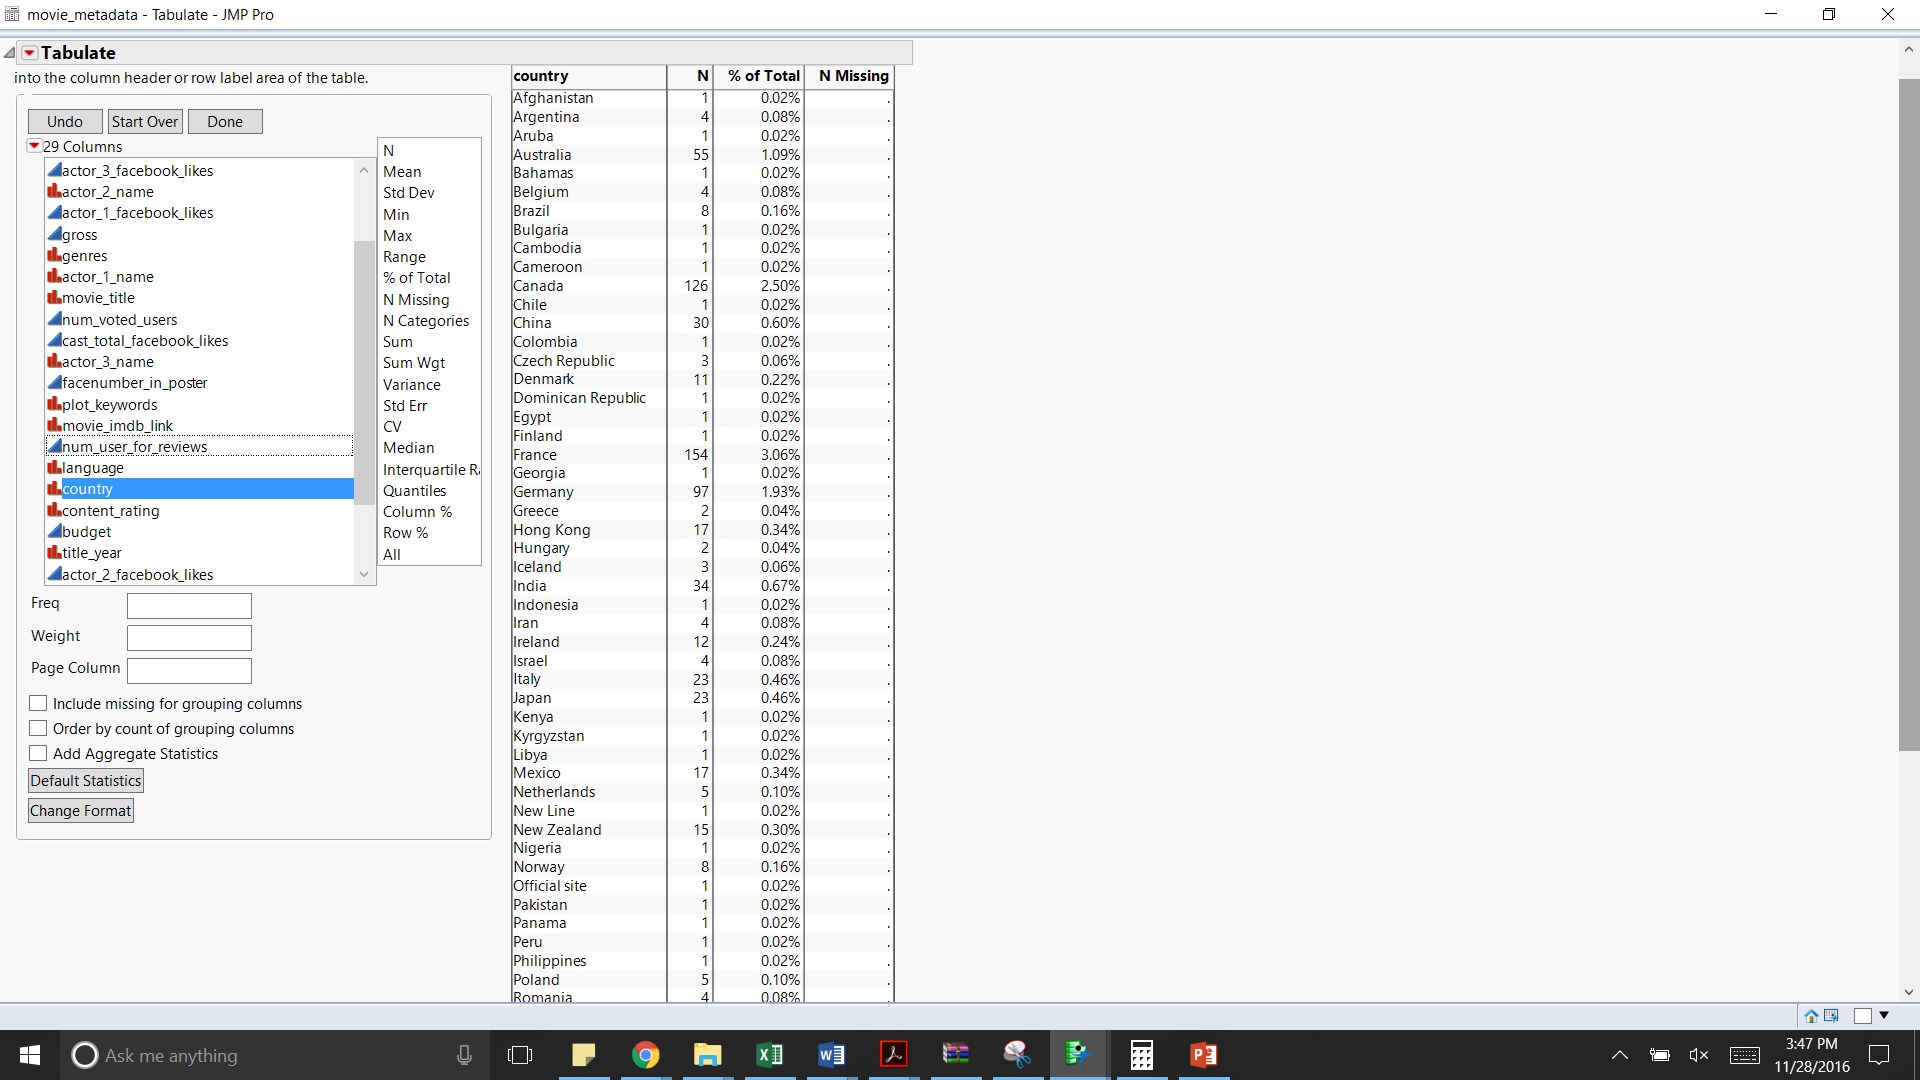 movie_metadata - Tabulate - JMP Pro
Tabulate
into the column header or row label area of the table.
Undo Start Over Done
29 Columns
actor_3_facebook_likes
actor_2_name
actor_1_facebook_likes
gross
genres
actor_1_name
movie_title
num_voted_users
cast_total_facebook_likes
actor_3_name
facenumber_in_poster
plot_keywords
movie_imdb_link
num_user_for_reviews
language
country
content_rating
budget
title_year
actor_2_facebook_likes
N
Mean
Std Dev
Min
Max
Range
% of Total
N Missing
N Categories
Sum
Sum Wgt
Variance
Std Err
CV
Median
Interquartile Ra
Quantiles
Column %
Row %
All
Freq
Weight
Page Column
Include missing for grouping columns
Order by count of grouping columns
Add Aggregate Statistics
Default Statistics
Change Format
country N % of Total N Missing
Afghanistan 1 0.02% .
Argentina 4 0.08% .
Aruba 1 0.02% .
Australia 55 1.09% .
Bahamas 1 0.02% .
Belgium 4 0.08% .
Brazil 8 0.16% .
Bulgaria 1 0.02% .
Cambodia 1 0.02% .
Cameroon 1 0.02% .
Canada 126 2.50% .
Chile 1 0.02% .
China 30 0.60% .
Colombia 1 0.02% .
Czech Republic 3 0.06% .
Denmark 11 0.22% .
Dominican Republic 1 0.02% .
Egypt 1 0.02% .
Finland 1 0.02% .
France 154 3.06% .
Georgia 1 0.02% .
Germany 97 1.93% .
Greece 2 0.04% .
Hong Kong 17 0.34% .
Hungary 2 0.04% .
Iceland 3 0.06% .
India 34 0.67% .
Indonesia 1 0.02% .
Iran 4 0.08% .
Ireland 12 0.24% .
Israel 4 0.08% .
Italy 23 0.46% .
Japan 23 0.46% .
Kenya 1 0.02% .
Kyrgyzstan 1 0.02% .
Libya 1 0.02% .
Mexico 17 0.34% .
Netherlands 5 0.10% .
New Line 1 0.02% .
New Zealand 15 0.30% .
Nigeria 1 0.02% .
Norway 8 0.16% .
Official site 1 0.02% .
Pakistan 1 0.02% .
Panama 1 0.02% .
Peru 1 0.02% .
Philippines 1 0.02% .
Poland 5 0.10% .
Romania 4 0.08% .
Ask me anything
3:47 PM
11/28/2016